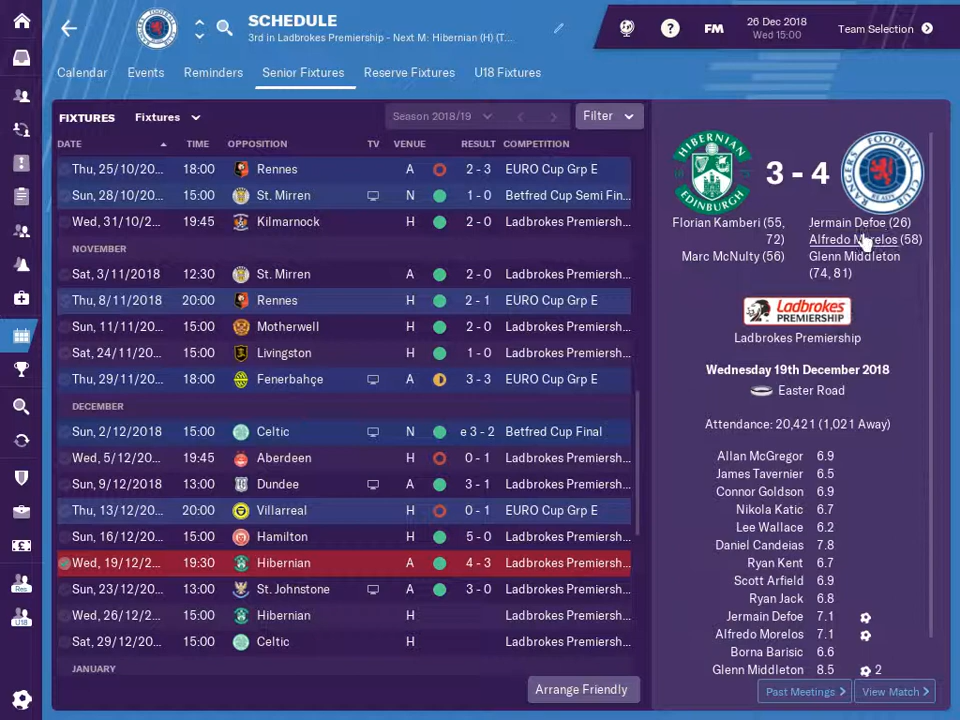 SCHEDULE
3rd in Ladbrokes Premiership - Next M: Hibernian (H) (T...
FM
26 Dec 2018
Wed 15:00
Team Selection
Calendar Events Reminders Senior Fixtures Reserve Fixtures U18 Fixtures
FIXTURES Fixtures Season 2018/19 Filter
DATE TIME OPPOSITION TV VENUE RESULT COMPETITION
Thu, 25/10/20... 18:00 Rennes A 2 - 3 EURO Cup Grp E
Sun, 28/10/20... 15:00 St. Mirren N 1 - 0 Betfred Cup Semi Fin...
Wed, 31/10/2... 19:45 Kilmarnock H 2 - 0 Ladbrokes Premiersh...
NOVEMBER
Sat, 3/11/2018 12:30 St. Mirren A 2 - 0 Ladbrokes Premiersh...
Thu, 8/11/2018 20:00 Rennes H 2 - 1 EURO Cup Grp E
Sun, 11/11/2018 15:00 Motherwell H 2 - 0 Ladbrokes Premiersh...
Sat, 24/11/20... 15:00 Livingston H 1 - 0 Ladbrokes Premiersh...
Thu, 29/11/20... 18:00 Fenerbahçe A 3 - 3 EURO Cup Grp E
DECEMBER
Sun, 2/12/2018 15:00 Celtic N e 3 - 2 Betfred Cup Final
Wed, 5/12/20... 19:45 Aberdeen H 0 - 1 Ladbrokes Premiersh...
Sun, 9/12/2018 13:00 Dundee A 3 - 1 Ladbrokes Premiersh...
Thu, 13/12/20... 20:00 Villarreal H 0 - 1 EURO Cup Grp E
Sun, 16/12/20... 15:00 Hamilton H 5 - 0 Ladbrokes Premiersh...
Wed, 19/12/2... 19:30 Hibernian A 4 - 3 Ladbrokes Premiersh...
Sun, 23/12/20... 13:00 St. Johnstone A 3 - 0 Ladbrokes Premiersh...
Wed, 26/12/2... 15:00 Hibernian H Ladbrokes Premiersh...
Sat, 29/12/20... 15:00 Celtic H Ladbrokes Premiersh...
JANUARY
Arrange Friendly
HIBERNIAN
EDINBURGH
3 - 4
RANGERS FOOTBALL CLUB
READY
Florian Kamberi (55,
72)
Marc McNulty (56)
Jermain Defoe (26)
Alfredo Morelos (58)
Glenn Middleton
(74, 81)
Ladbrokes
PREMIERSHIP
Ladbrokes Premiership
Wednesday 19th December 2018
Easter Road
Attendance: 20,421 (1,021 Away)
Allan McGregor 6.9
James Tavernier 6.5
Connor Goldson 6.9
Nikola Katic 6.7
Lee Wallace 6.2
Daniel Candeias 7.8
Ryan Kent 6.7
Scott Arfield 6.9
Ryan Jack 6.8
Jermain Defoe 7.1
Alfredo Morelos 7.1
Borna Barisic 6.6
Glenn Middleton 8.5 2
Past Meetings View Match
Res
U18